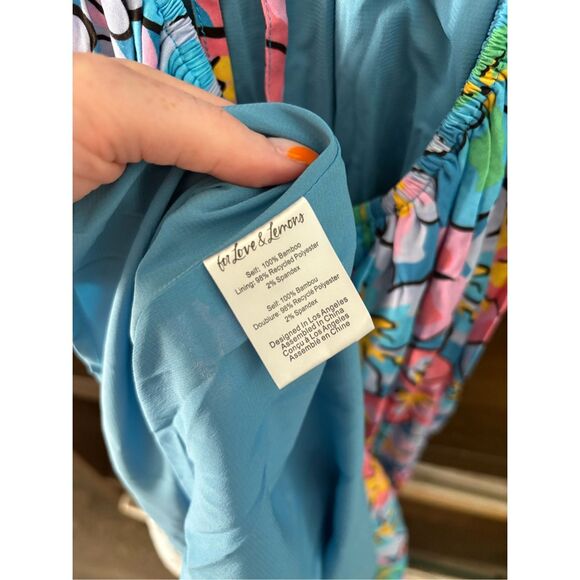 for Love & Lemons
Self: 100% Bamboo
Lining: 98% Recycled Polyester
2% Spandex
Self: 100% Bambou
Doublure: 98% Recyclé Polyester
2% Spandex
Designed in Los Angeles
Assembled in China
Conçu à Los Angeles
Assemblé en Chine